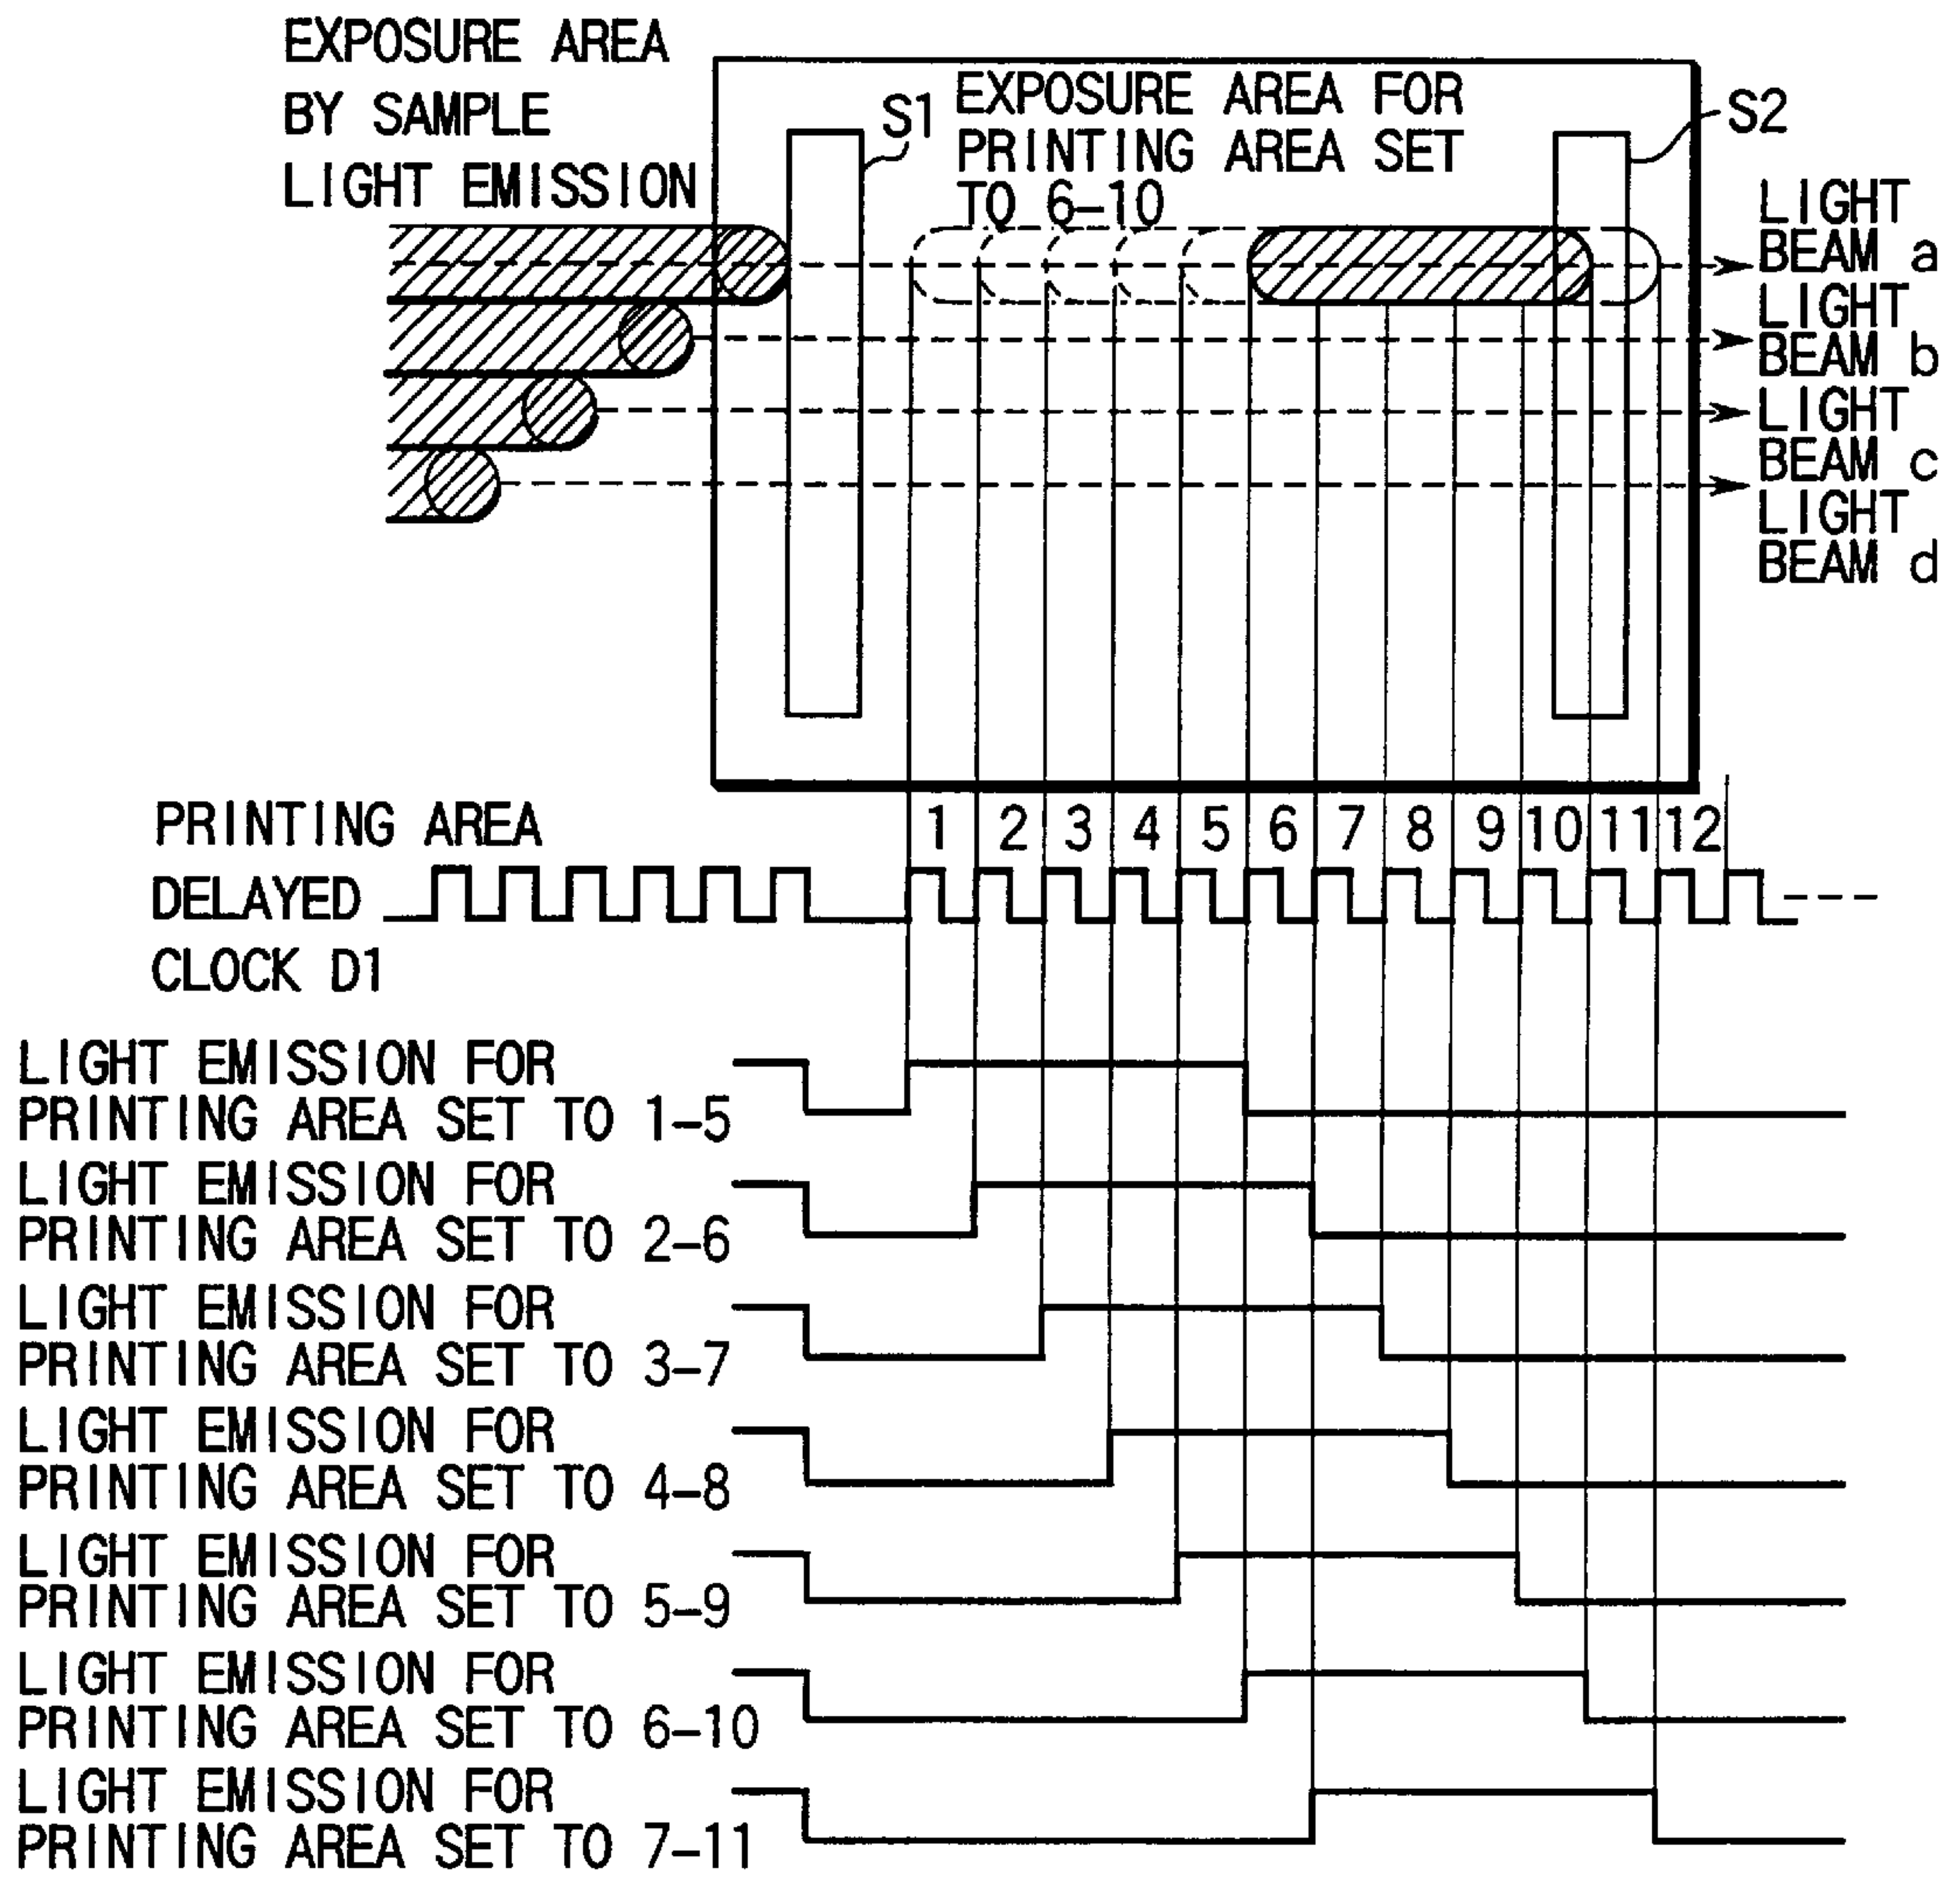 EXPOSURE AREA
BY SAMPLE
LIGHT EMISSION
S1
EXPOSURE AREA FOR
PRINTING AREA SET
TO 6-10
S2
LIGHT
BEAM a
LIGHT
BEAM b
LIGHT
BEAM c
LIGHT
BEAM d
PRINTING AREA 1 2 3 4 5 6 7 8 9 10 11 12
DELAYED
CLOCK D1
LIGHT EMISSION FOR
PRINTING AREA SET TO 1-5
LIGHT EMISSION FOR
PRINTING AREA SET TO 2-6
LIGHT EMISSION FOR
PRINTING AREA SET TO 3-7
LIGHT EMISSION FOR
PRINTING AREA SET TO 4-8
LIGHT EMISSION FOR
PRINTING AREA SET TO 5-9
LIGHT EMISSION FOR
PRINTING AREA SET TO 6-10
LIGHT EMISSION FOR
PRINTING AREA SET TO 7-11